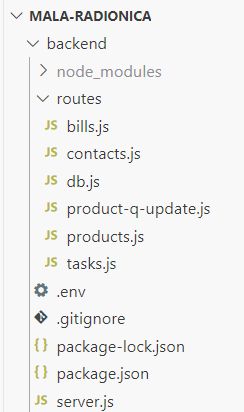 MALA-RADIONICA
backend
node_modules
routes
JS bills.js
JS contacts.js
JS db.js
JS product-q-update.js
JS products.js
JS tasks.js
.env
.gitignore
{} package-lock.json
{} package.json
JS server.js